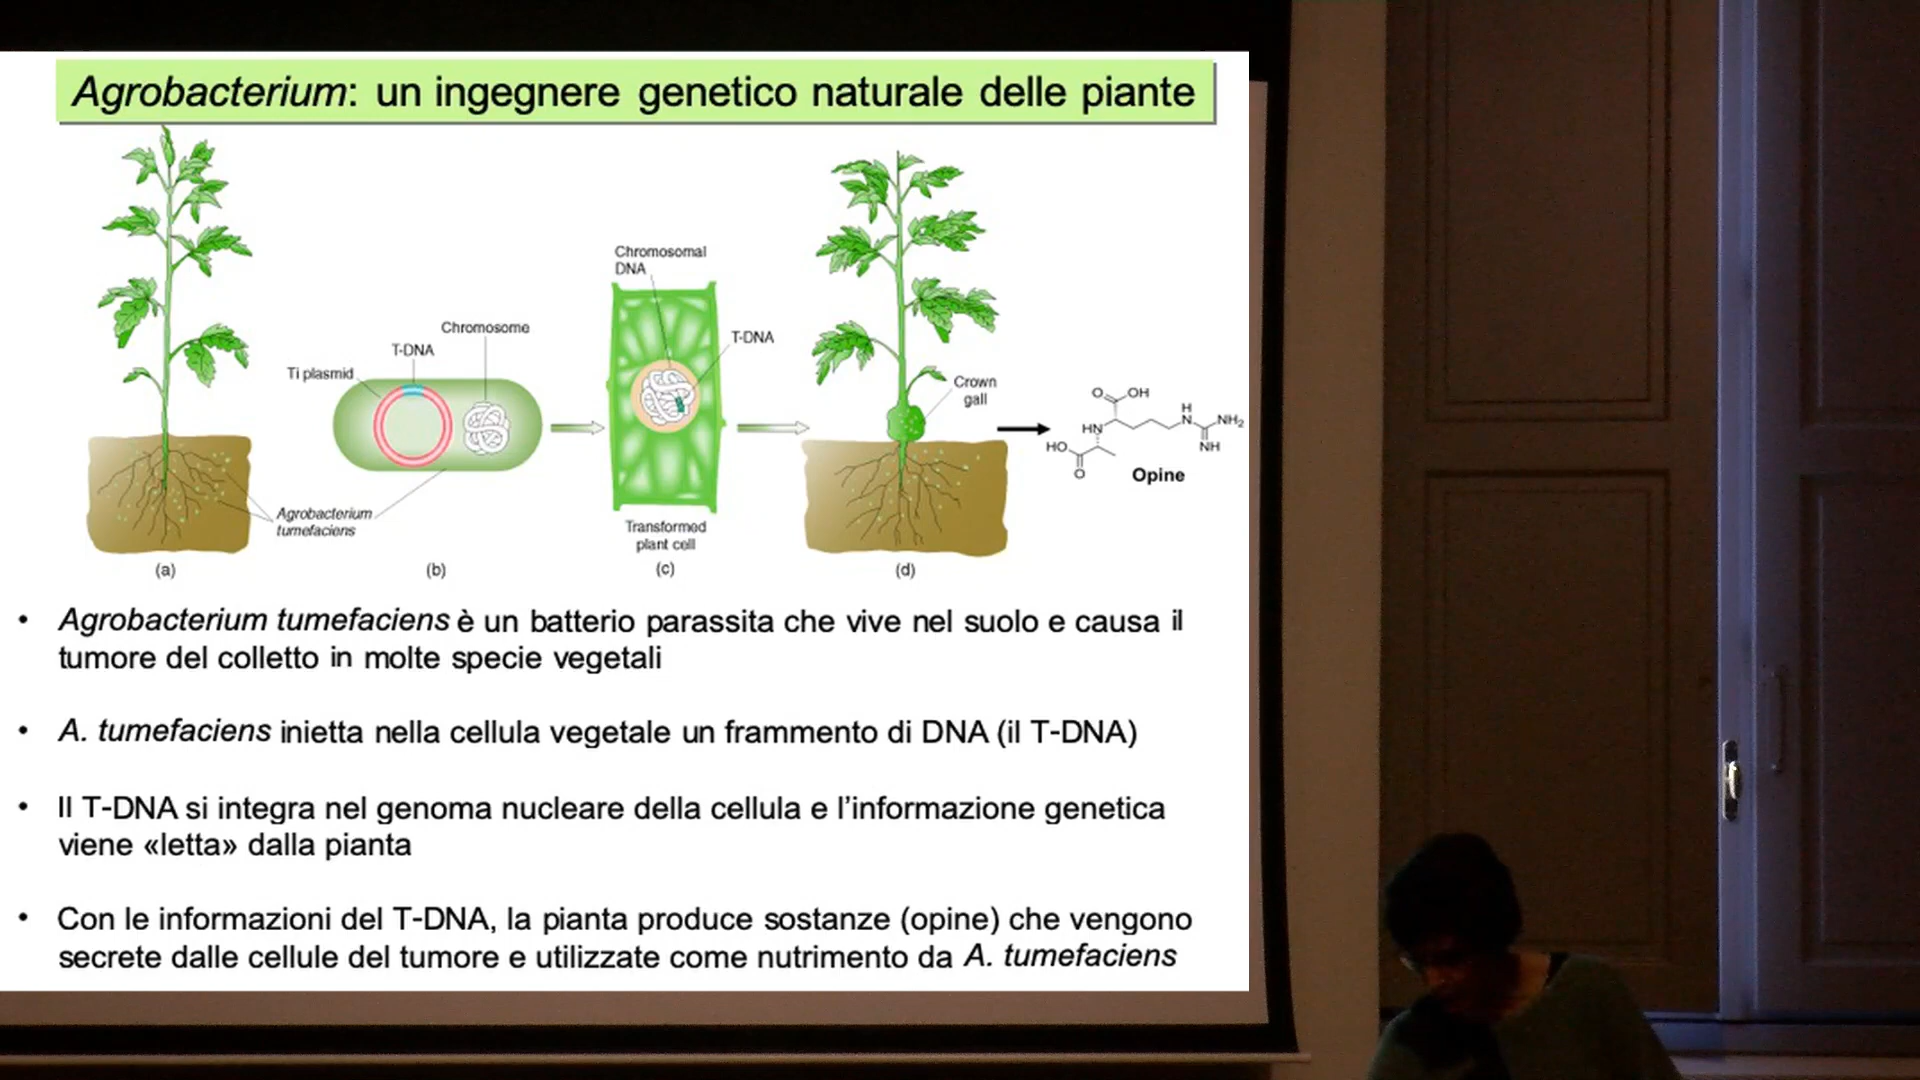 Agrobacterium: un ingegnere genetico naturale delle piante
Chromosomal
DNA
Chromosome
T-DNA
T-DNA
Ti plasmid
Crown
gall
O
OH
H
N
NH2
HN
NH
HO
O
Opine
Agrobacterium
tumefaciens
Transformed
plant cell
(a)
(b)
(c)
(d)
• Agrobacterium tumefaciens è un batterio parassita che vive nel suolo e causa il
tumore del colletto in molte specie vegetali
• A. tumefaciens inietta nella cellula vegetale un frammento di DNA (il T-DNA)
• Il T-DNA si integra nel genoma nucleare della cellula e l’informazione genetica
viene «letta» dalla pianta
• Con le informazioni del T-DNA, la pianta produce sostanze (opine) che vengono
secrete dalle cellule del tumore e utilizzate come nutrimento da A. tumefaciens